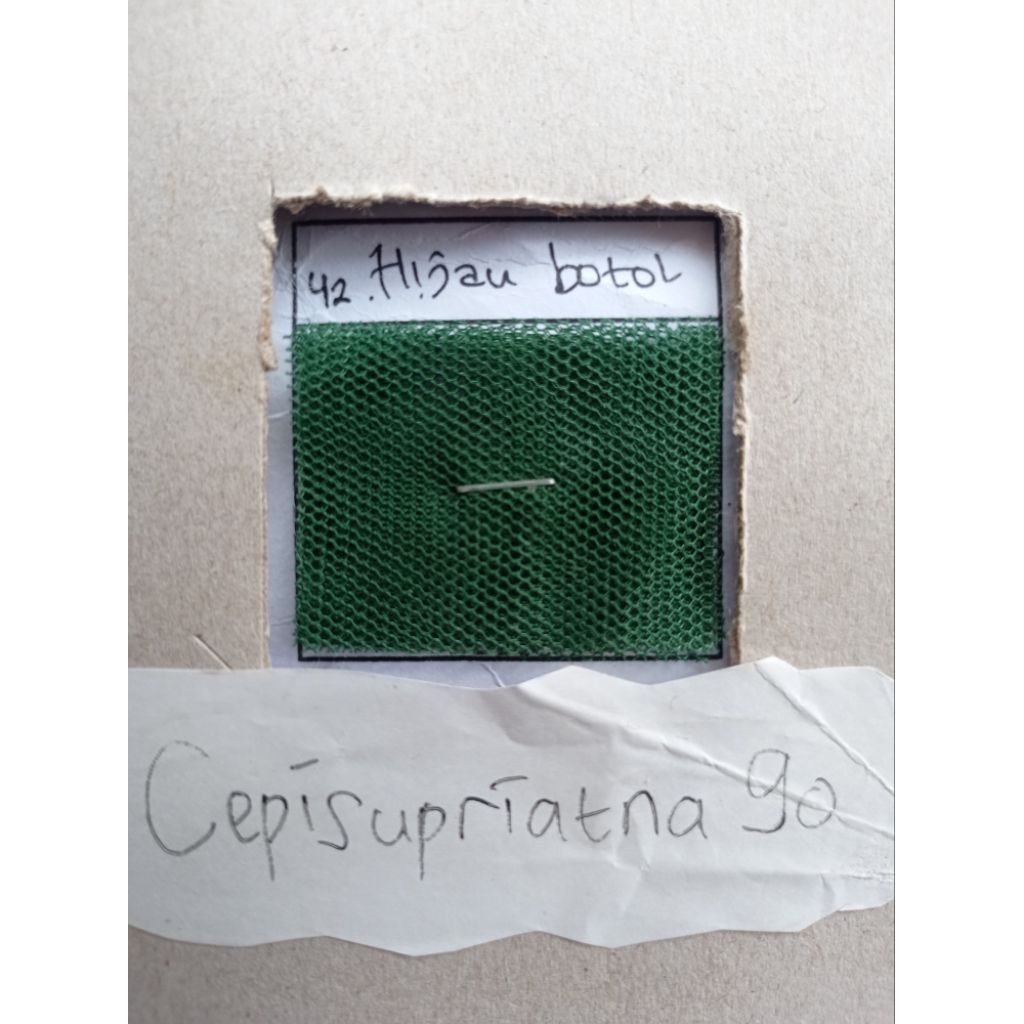 42. Hijau botol
Cepisupriatna 90